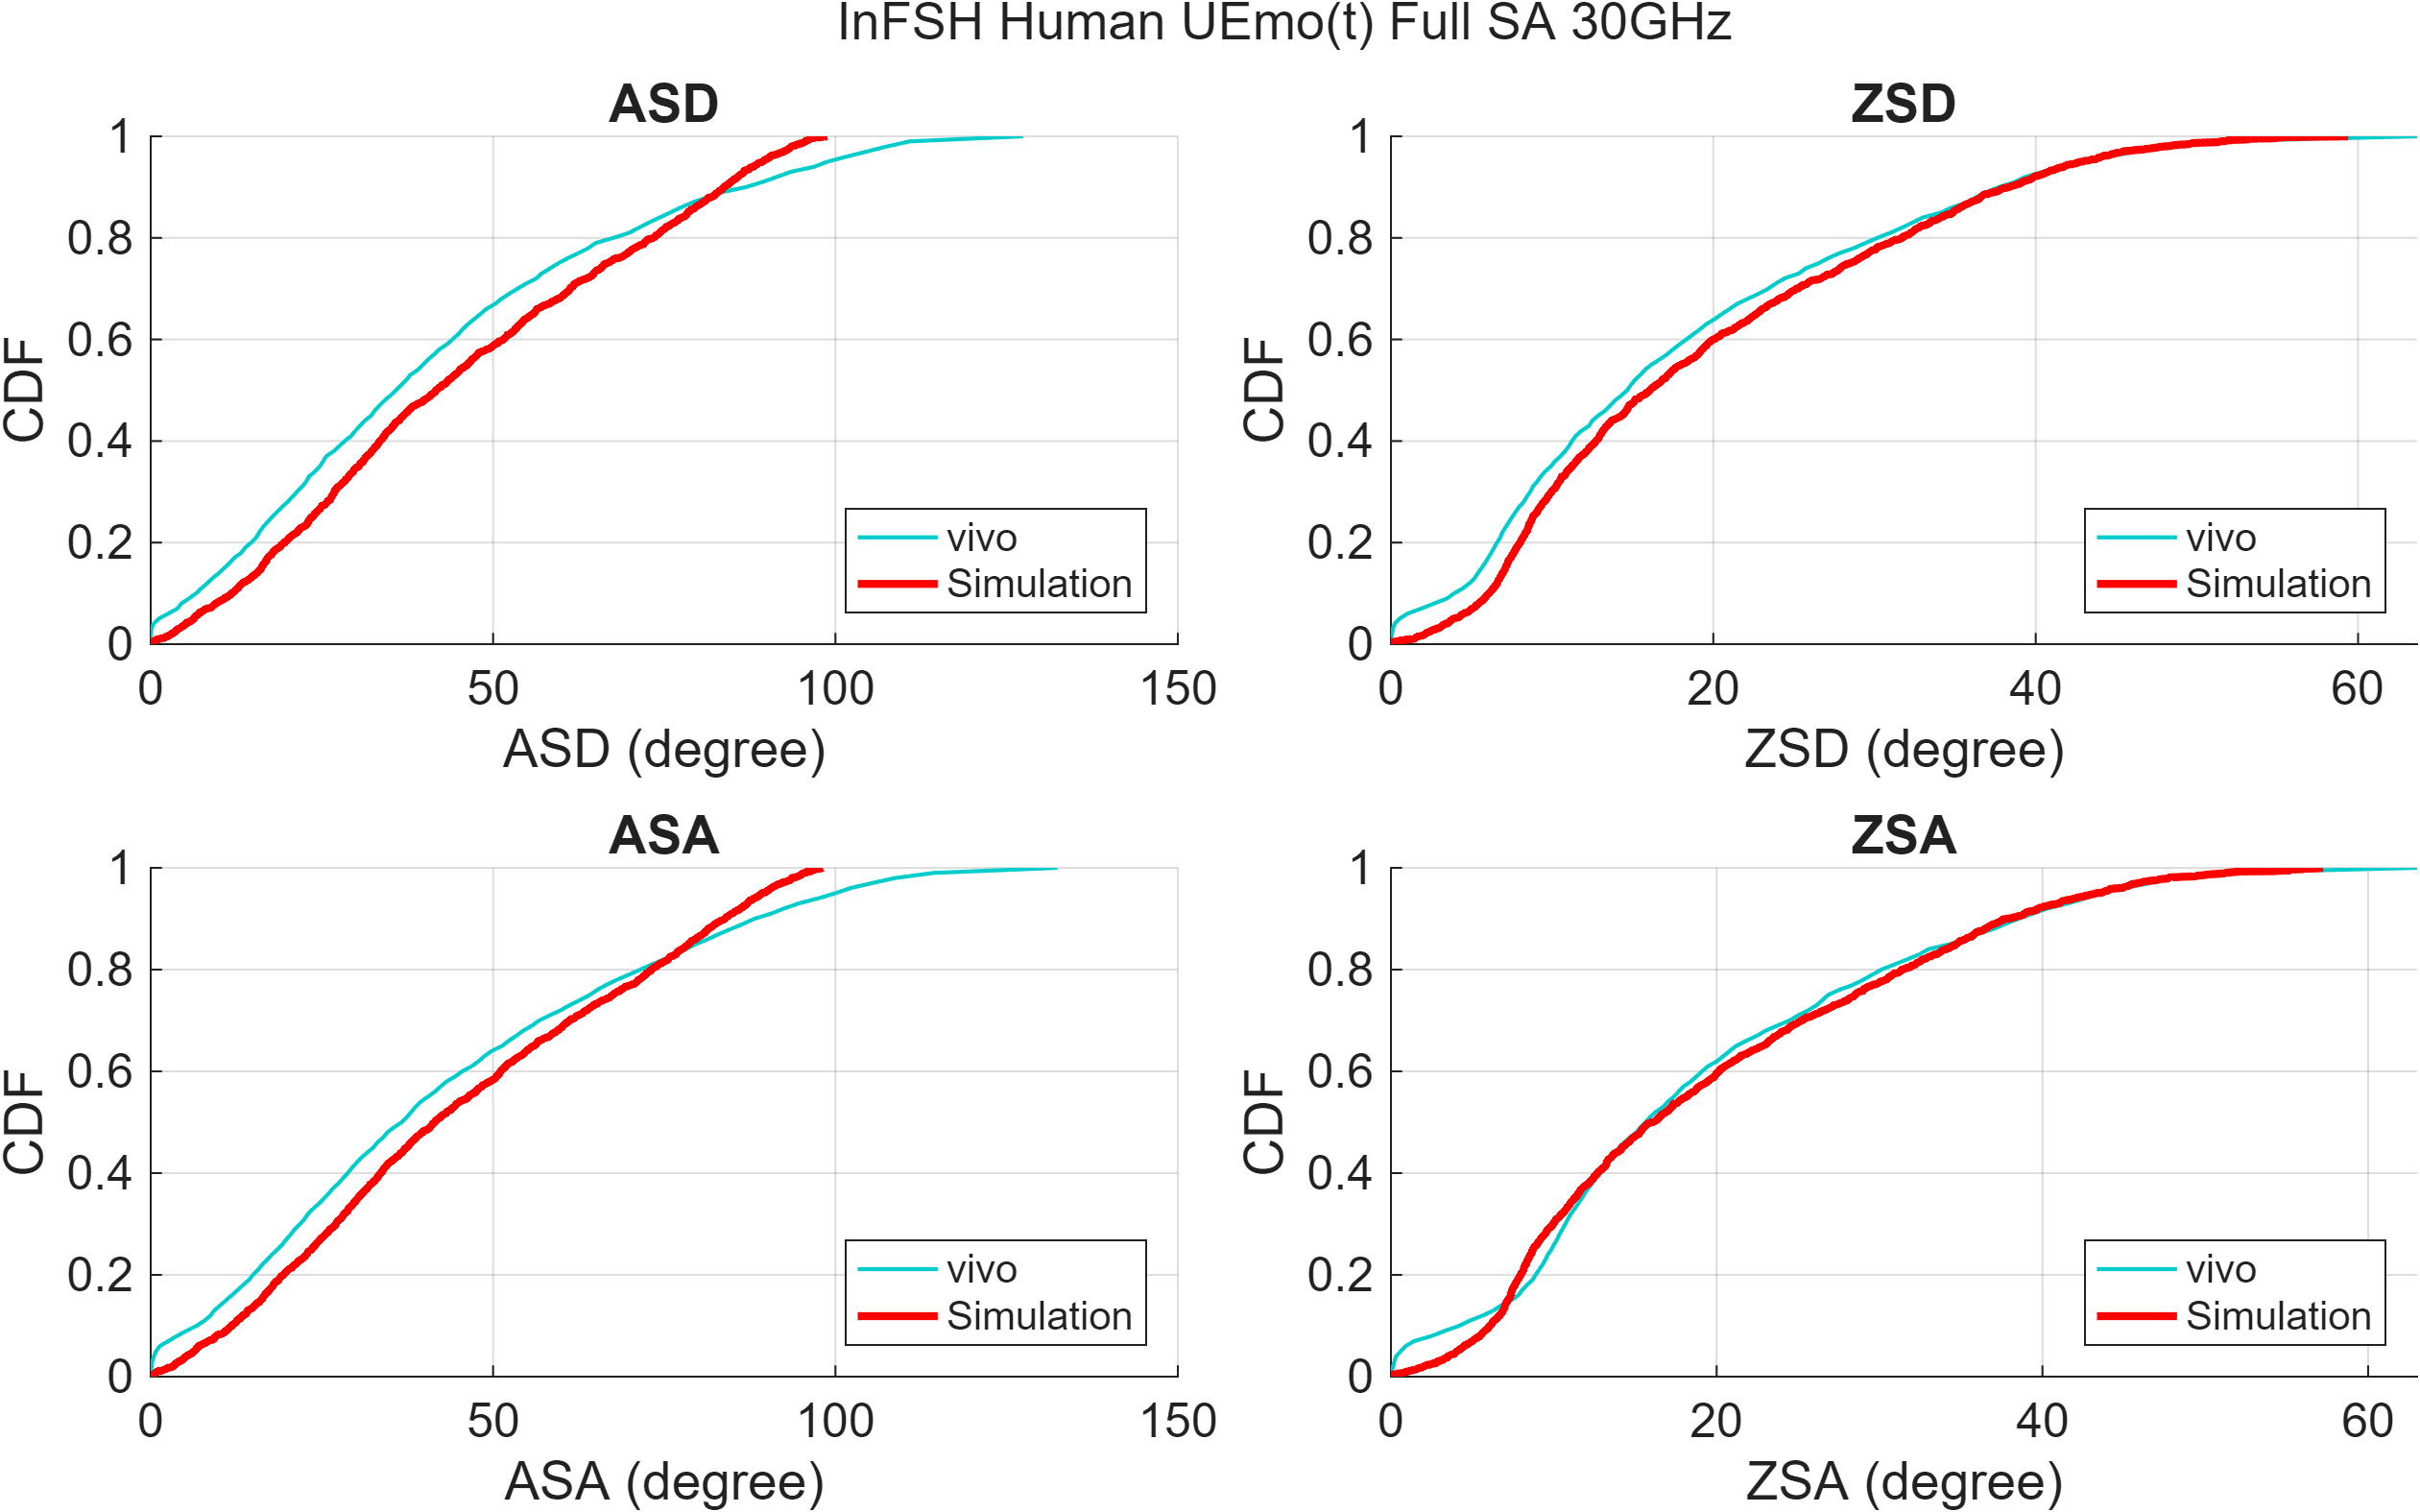 InFSH Human UEmo(t) Full SA 30GHz
ASD
1
0.8
0.6
0.4
0.2
0
CDF
vivo
Simulation
0 50 100 150
ASD (degree)
ZSD
1
0.8
0.6
0.4
0.2
0
CDF
vivo
Simulation
0 20 40 60
ZSD (degree)
ASA
1
0.8
0.6
0.4
0.2
0
CDF
vivo
Simulation
0 50 100 150
ASA (degree)
ZSA
1
0.8
0.6
0.4
0.2
0
CDF
vivo
Simulation
0 20 40 60
ZSA (degree)